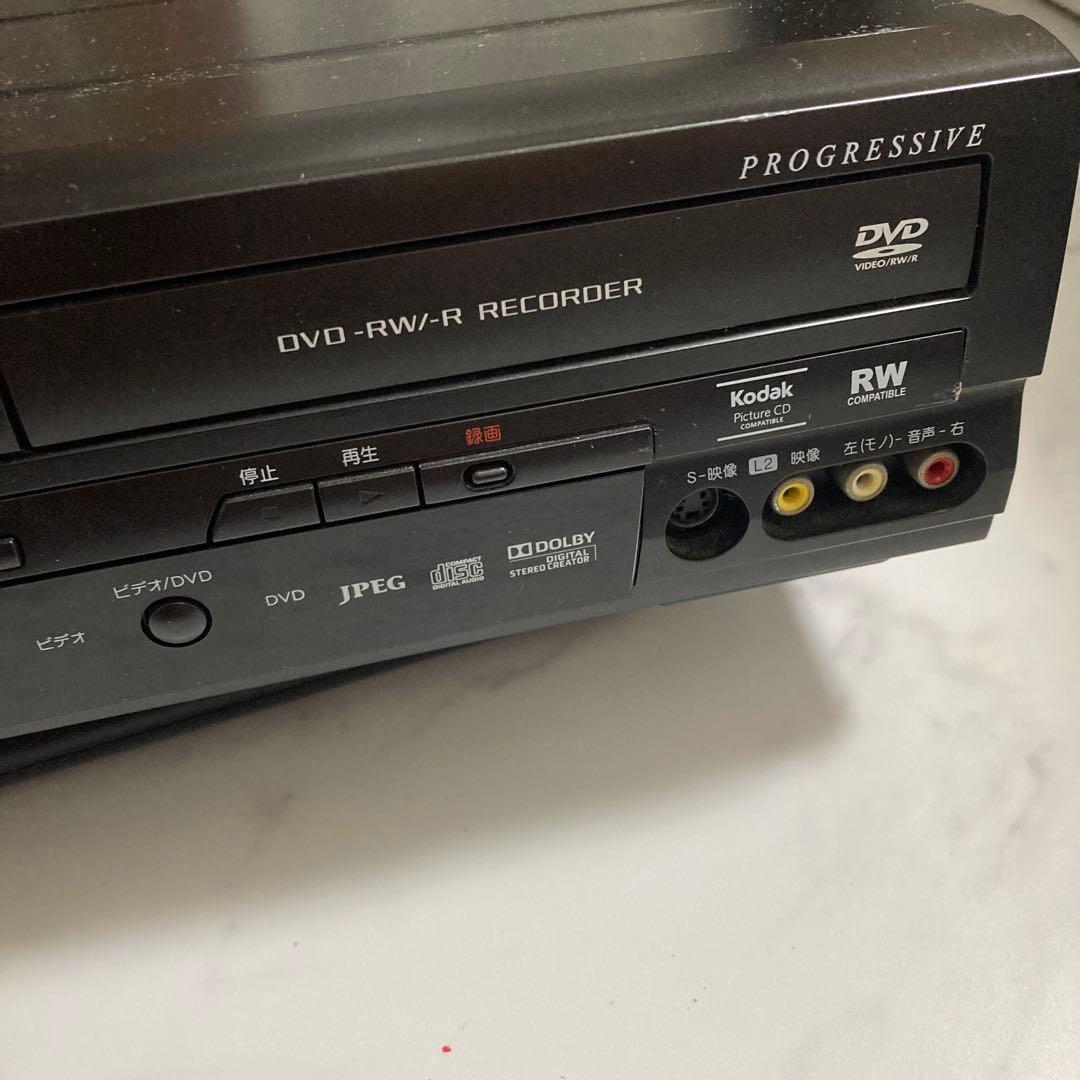 PROGRESSIVE
DVD
VIDEO/RW/R
DVD-RW/-R RECORDER
Kodak
Picture CD
COMPATIBLE
RW
COMPATIBLE
停止
再生
録画
S-映像 L2 映像 左(モノ)-音声-右
ビデオ/DVD
ビデオ
DVD
JPEG
COMPACT
disc
DIGITAL AUDIO
DOLBY
DIGITAL
STEREO CREATOR